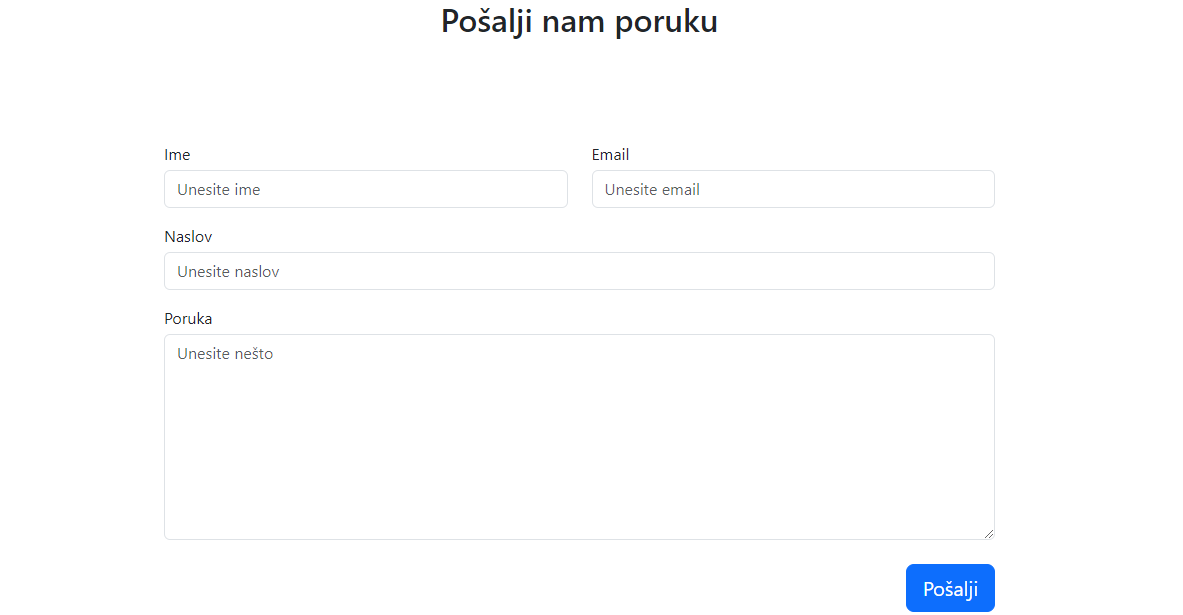 Pošalji nam poruku
Ime
Email
Unesite ime
Unesite email
Naslov
Unesite naslov
Poruka
Unesite nešto
Pošalji